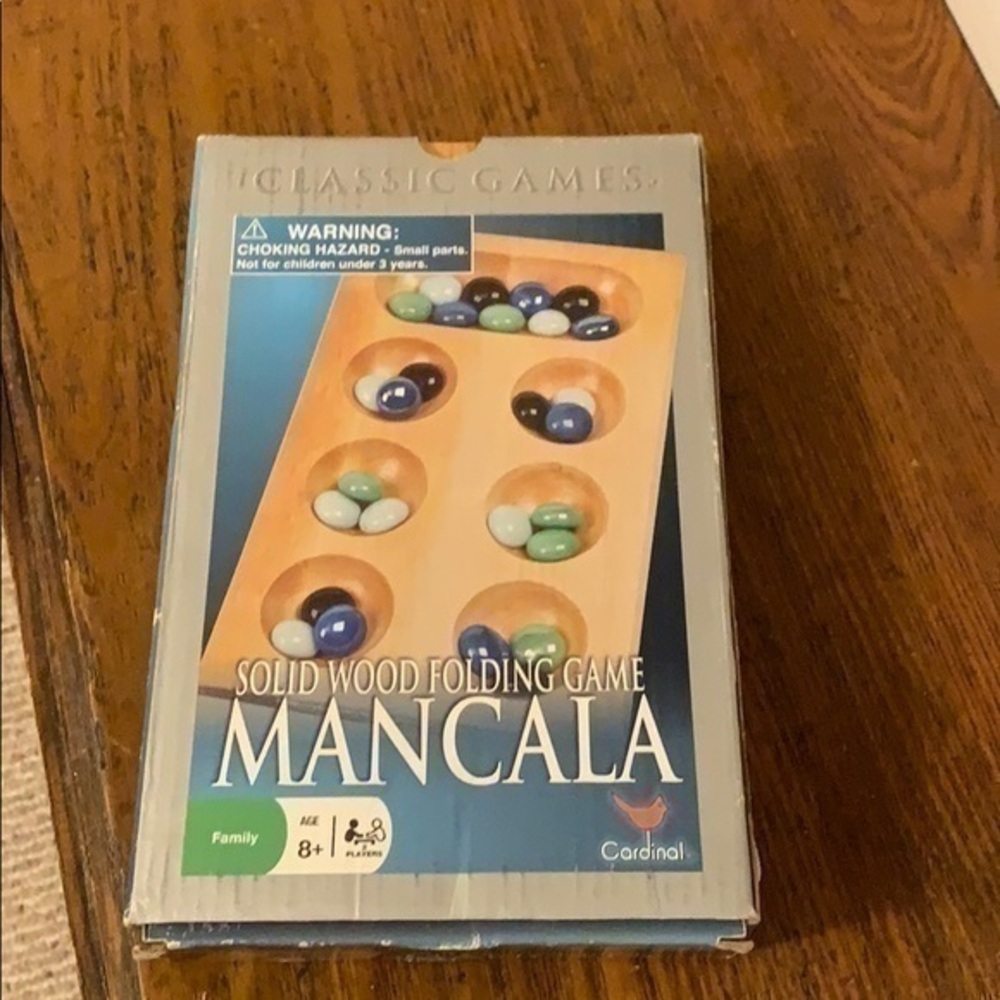 CLASSIC GAMES
WARNING:
CHOKING HAZARD - Small parts.
Not for children under 3 years.
SOLID WOOD FOLDING GAME
MANCALA
Family
AGE
8+
2
PLAYERS
Cardinal